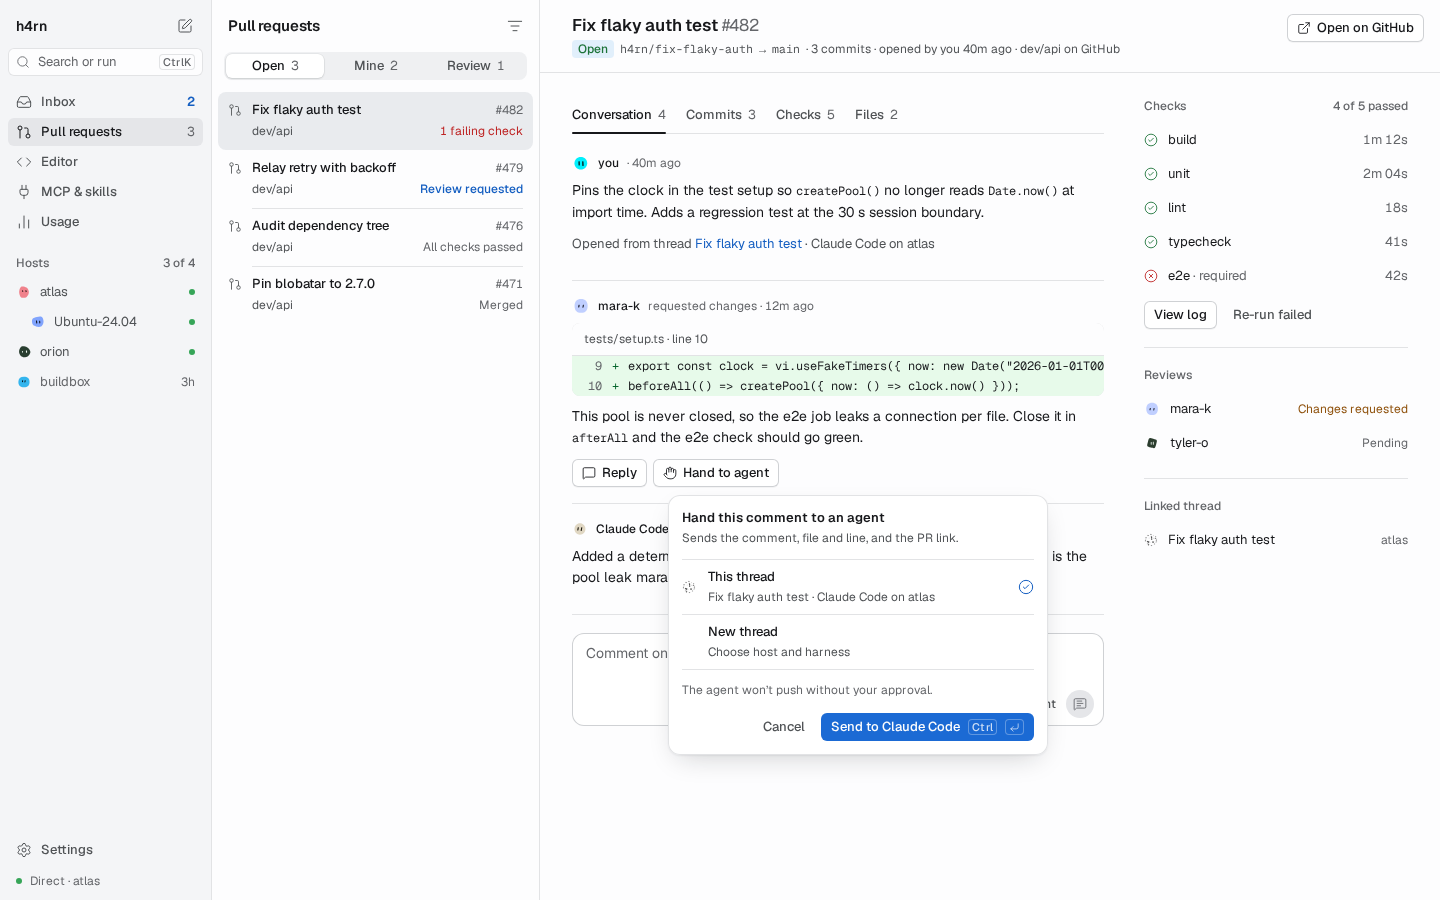 h4rn
Search or run CtrlK
Inbox 2
Pull requests 3
Editor
MCP & skills
Usage
Hosts 3 of 4
atlas
Ubuntu-24.04
orion
buildbox 3h
Settings
Direct · atlas
Pull requests
Open 3 Mine 2 Review 1
Fix flaky auth test #482
dev/api 1 failing check
Relay retry with backoff #479
dev/api Review requested
Audit dependency tree #476
dev/api All checks passed
Pin blobatar to 2.7.0 #471
dev/api Merged
Fix flaky auth test #482
Open h4rn/fix-flaky-auth → main · 3 commits · opened by you 40m ago · dev/api on GitHub
Open on GitHub
Conversation 4 Commits 3 Checks 5 Files 2
you · 40m ago
Pins the clock in the test setup so createPool() no longer reads Date.now() at
import time. Adds a regression test at the 30 s session boundary.
Opened from thread Fix flaky auth test · Claude Code on atlas
mara-k requested changes · 12m ago
tests/setup.ts · line 10
9 + export const clock = vi.useFakeTimers({ now: new Date("2026-01-01T00
10 + beforeAll(() => createPool({ now: () => clock.now() }));
This pool is never closed, so the e2e job leaks a connection per file. Close it in
afterAll and the e2e check should go green.
Reply Hand to agent
Claude Code
Added a determ is the
pool leak mara
Comment on
nt
Hand this comment to an agent
Sends the comment, file and line, and the PR link.
This thread
Fix flaky auth test · Claude Code on atlas
New thread
Choose host and harness
The agent won't push without your approval.
Cancel Send to Claude Code Ctrl
Checks 4 of 5 passed
build 1m 12s
unit 2m 04s
lint 18s
typecheck 41s
e2e · required 42s
View log Re-run failed
Reviews
mara-k Changes requested
tyler-o Pending
Linked thread
Fix flaky auth test atlas